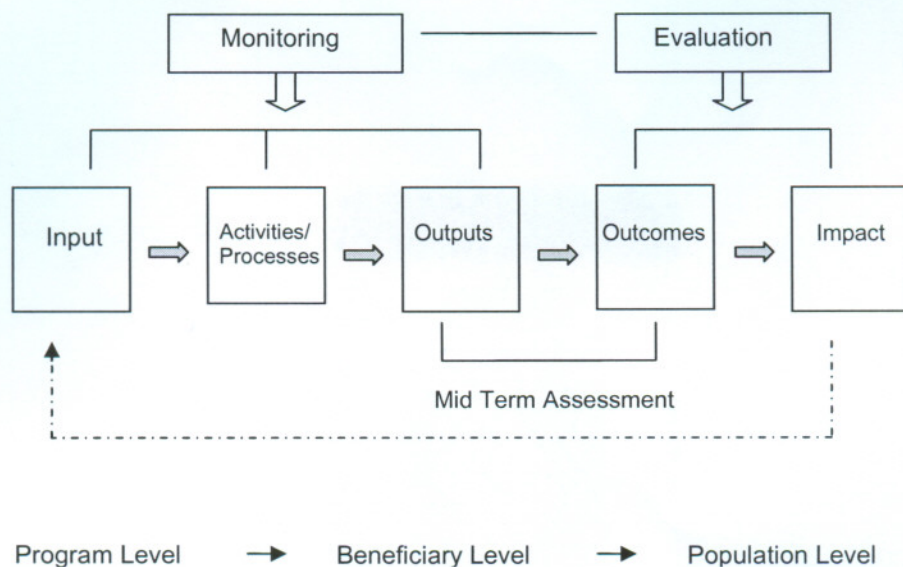 Monitoring
Evaluation
Input
Activities/
Processes
Outputs
Outcomes
Impact
Mid Term Assessment
Program Level
Beneficiary Level
Population Level